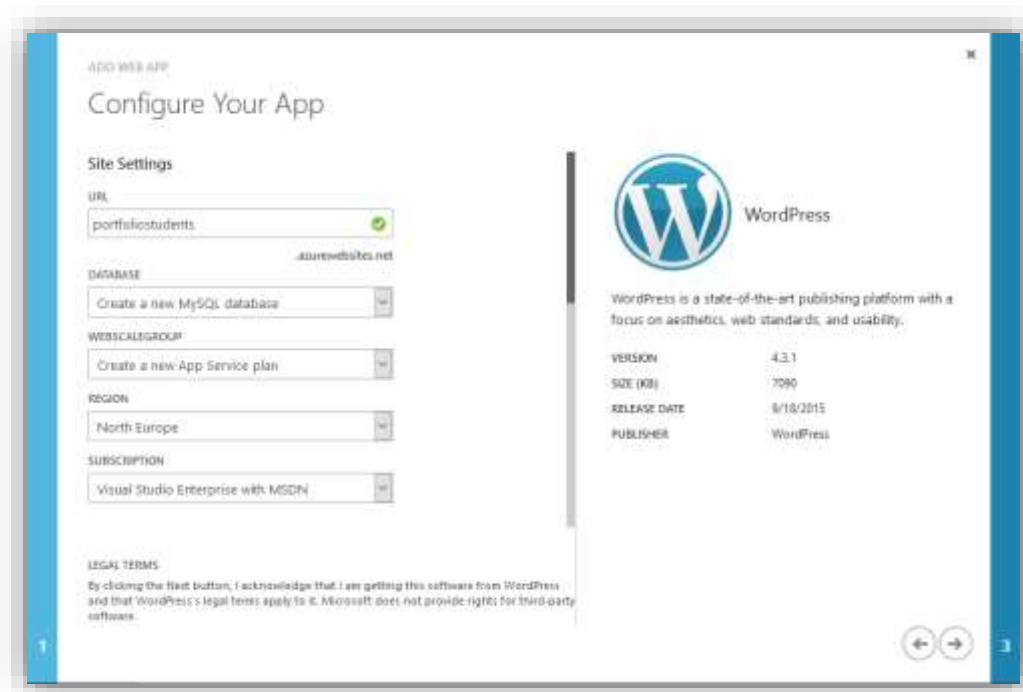 ADD WEB APP
Configure Your App
Site Settings
URL
portfoliostudents
.azurewebsites.net
DATABASE
Create a new MySQL database
WEBSCALEGROUP
Create a new App Service plan
REGION
North Europe
SUBSCRIPTION
Visual Studio Enterprise with MSDN
LEGAL TERMS
By clicking the Next button, I acknowledge that I am getting this software from WordPress
and that WordPress's legal terms apply to it. Microsoft does not provide rights for third-party
software.
WordPress
WordPress is a state-of-the-art publishing platform with a
focus on aesthetics, web standards, and usability.
VERSION 4.3.1
SIZE (KB) 7090
RELEASE DATE 9/18/2015
PUBLISHER WordPress
1
3